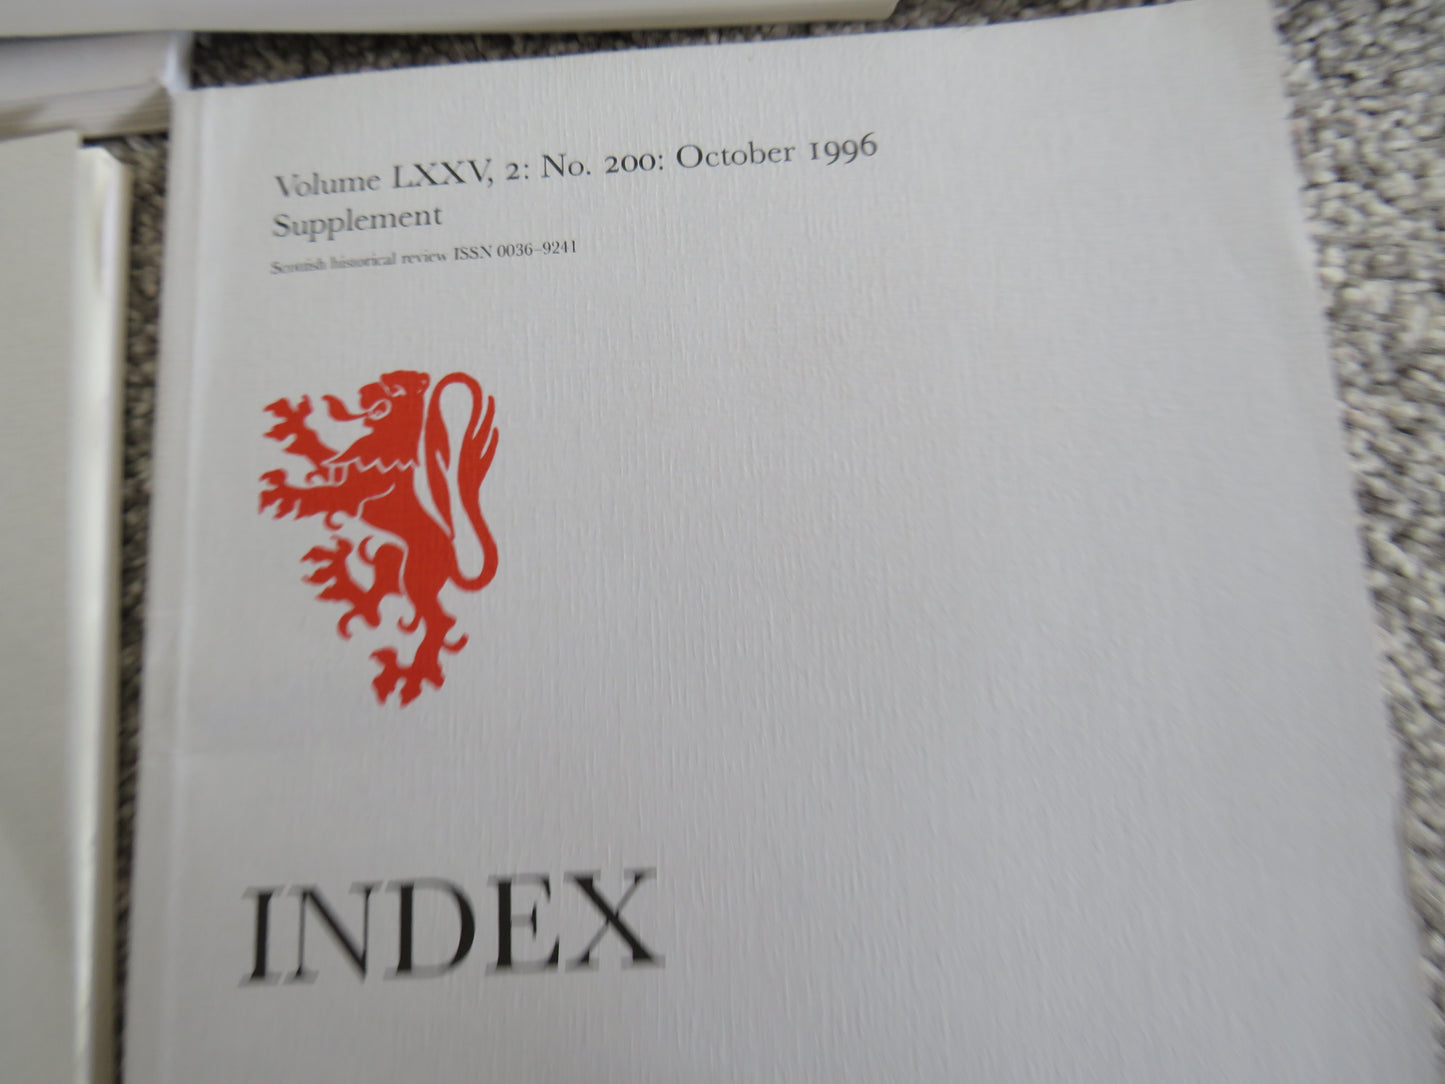 Volume LXXV, 2: No. 200: October 1996
Supplement
Scottish historical review ISSN 0036–9241
INDEX